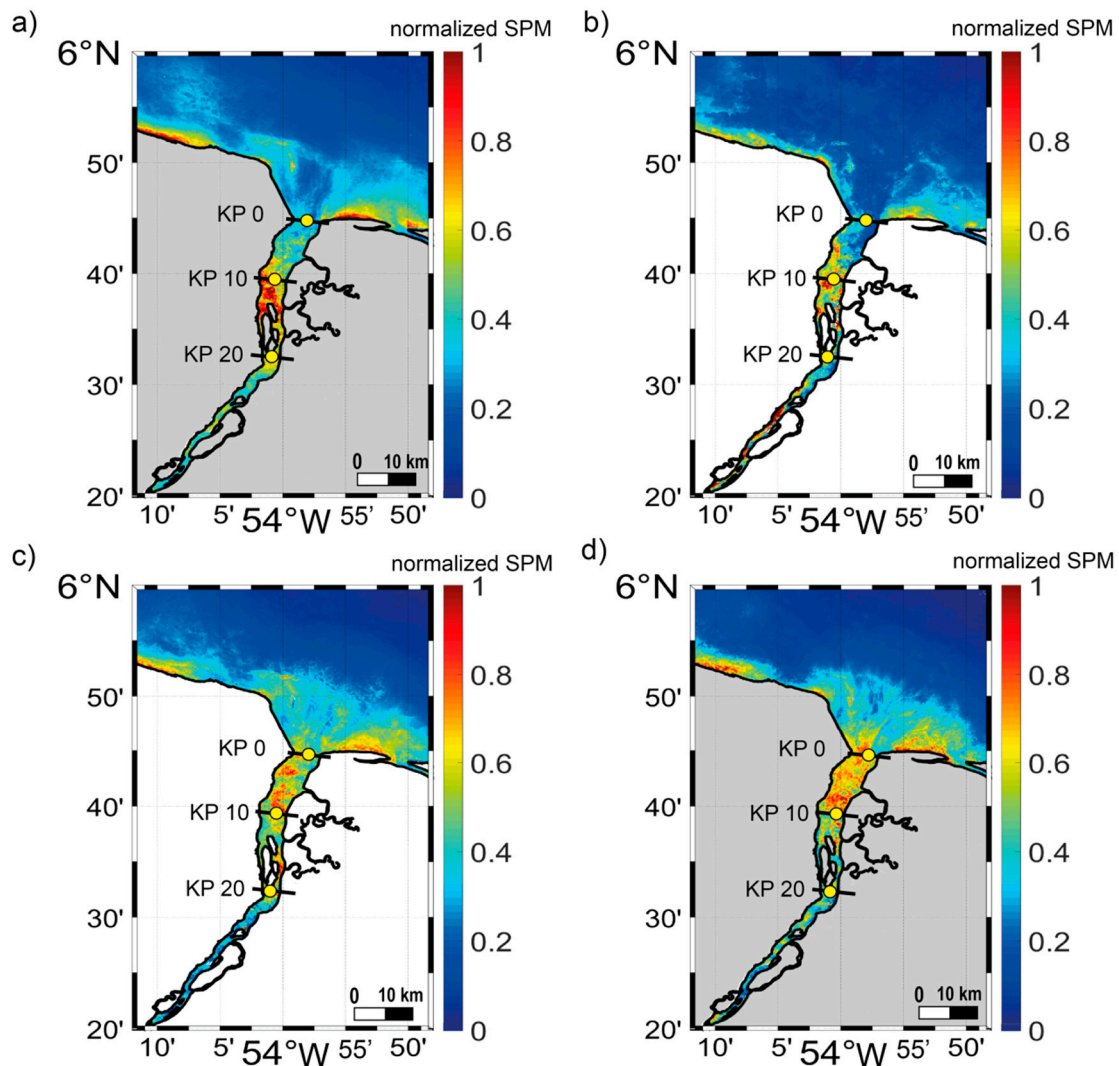 a)
normalized SPM
6°N
50'
40'
30'
20'
KP 0
KP 10
KP 20
0 10 km
10' 5' 54°W 55' 50'
1
0.8
0.6
0.4
0.2
0
b)
normalized SPM
6°N
50'
40'
30'
20'
KP 0
KP 10
KP 20
0 10 km
10' 5' 54°W 55' 50'
1
0.8
0.6
0.4
0.2
0
c)
normalized SPM
6°N
50'
40'
30'
20'
KP 0
KP 10
KP 20
0 10 km
10' 5' 54°W 55' 50'
1
0.8
0.6
0.4
0.2
0
d)
normalized SPM
6°N
50'
40'
30'
20'
KP 0
KP 10
KP 20
0 10 km
10' 5' 54°W 55' 50'
1
0.8
0.6
0.4
0.2
0